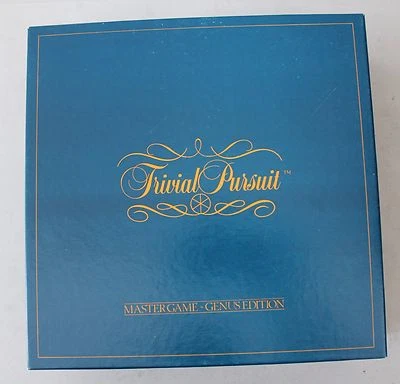 Trivial Pursuit™
MASTER GAME - GENUS EDITION